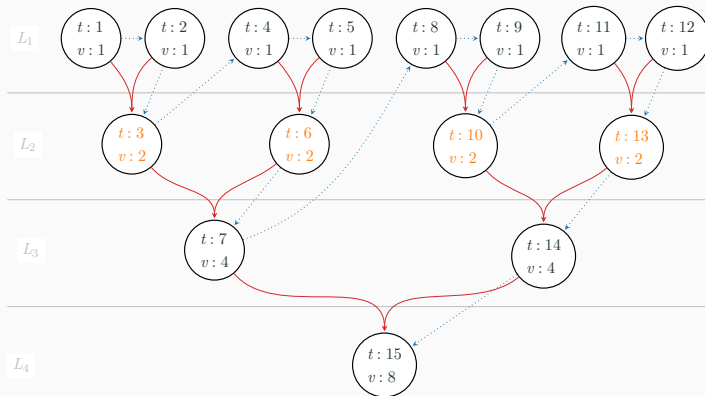 L₁
t : 1
v : 1
t : 2
v : 1
t : 4
v : 1
t : 5
v : 1
t : 8
v : 1
t : 9
v : 1
t : 11
v : 1
t : 12
v : 1
L₂
t : 3
v : 2
t : 6
v : 2
t : 10
v : 2
t : 13
v : 2
L₃
t : 7
v : 4
t : 14
v : 4
L₄
t : 15
v : 8